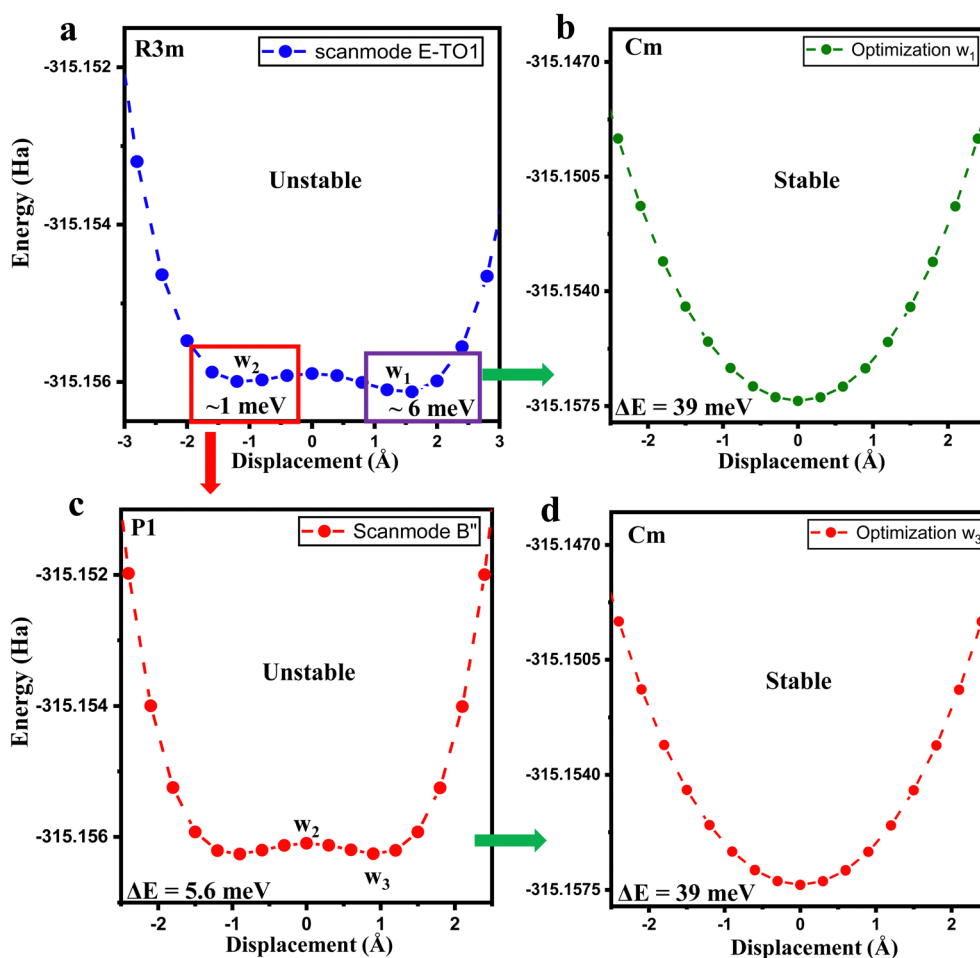 a
R3m
scanmode E-TO1
-315.152
-315.154
-315.156
Energy (Ha)
Unstable
w2
~1 meV
w1
~ 6 meV
-3 -2 -1 0 1 2 3
Displacement (Å)
b
Cm
Optimization w1
-315.1470
-315.1505
-315.1540
-315.1575
Stable
ΔE = 39 meV
-2 -1 0 1 2
Displacement (Å)
c
P1
Scanmode B"
-315.152
-315.154
-315.156
Energy (Ha)
Unstable
w2
w3
ΔE = 5.6 meV
-2 -1 0 1 2
Displacement (Å)
d
Cm
Optimization w3
-315.1470
-315.1505
-315.1540
-315.1575
Stable
ΔE = 39 meV
-2 -1 0 1 2
Displacement (Å)